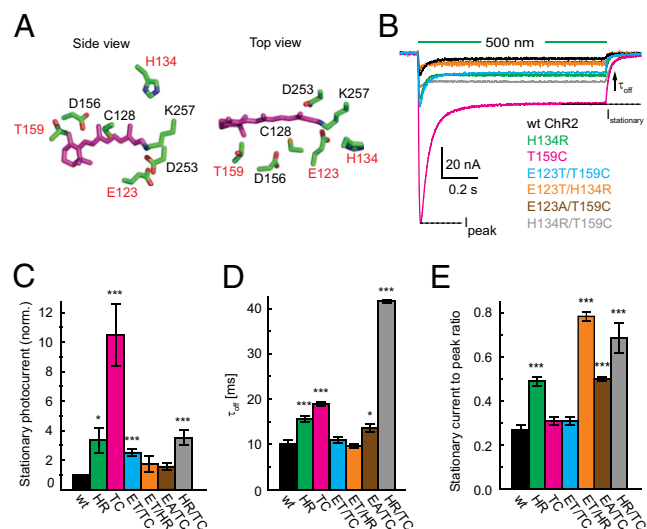 A
Side view
Top view
H134
D156
D253
K257
K257
T159
C128
C128
D253
H134
E123
T159
D156
E123
B
500 nm
τoff
Istationary
wt ChR2
H134R
T159C
E123T/T159C
E123T/H134R
E123A/T159C
H134R/T159C
20 nA
0.2 s
Ipeak
C
Stationary photocurrent (norm.)
12
10
8
6
4
2
0
*
***
***
***
wt
HR
TC
ET/TC
ET/HR
EA/TC
HR/TC
D
τoff [ms]
40
30
20
10
0
***
***
*
***
wt
HR
TC
ET/TC
ET/HR
EA/TC
HR/TC
E
Stationary current to peak ratio
0.8
0.6
0.4
0.2
0
***
***
***
***
wt
HR
TC
ET/TC
ET/HR
EA/TC
HR/TC